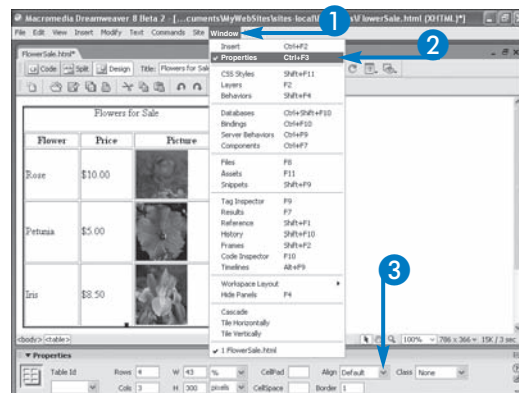 Macromedia Dreamweaver 8 Beta 2 - [...cuments\MyWebSites\sites-local\ FlowerSale.html (XHTML)*]
File Edit View Insert Modify Text Commands Site Window
1
FlowerSale.html*
Code Split Design Title: Flowers for Sale
Insert Ctrl+F2
Properties Ctrl+F3
2
CSS Styles Shift+F11
Layers F2
Behaviors Shift+F4
Databases Ctrl+Shift+F10
Bindings Ctrl+F10
Server Behaviors Ctrl+F9
Components Ctrl+F7
Files F8
Assets F11
Snippets Shift+F9
Tag Inspector F9
Results F7
Reference Shift+F1
History Shift+F10
Frames Shift+F2
Code Inspector F10
Timelines Alt+F9
Workspace Layout
Hide Panels F4
Cascade
Tile Horizontally
Tile Vertically
1 FlowerSale.html
Flowers for Sale
Flower Price Picture
Rose $10.00
Petunia $5.00
Iris $8.50
3
<body> <table> 100% 786 x 366 15K / 3 sec
Properties
Table Id Rows 4 W 43 % CellPad Align Default Class None
Cols 3 H 300 pixels CellSpace Border 1